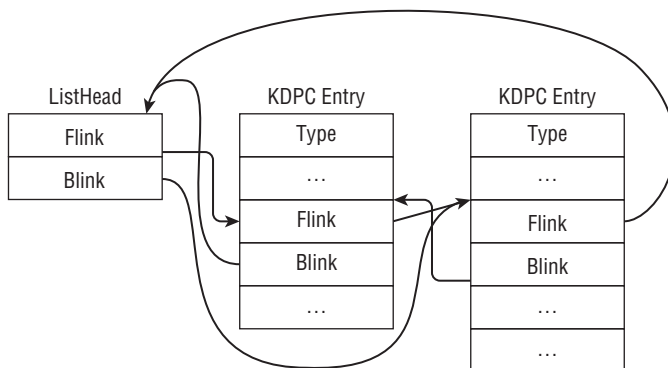 ListHead
Flink
Blink
KDPC Entry
Type
...
Flink
Blink
...
KDPC Entry
Type
...
Flink
Blink
...
...